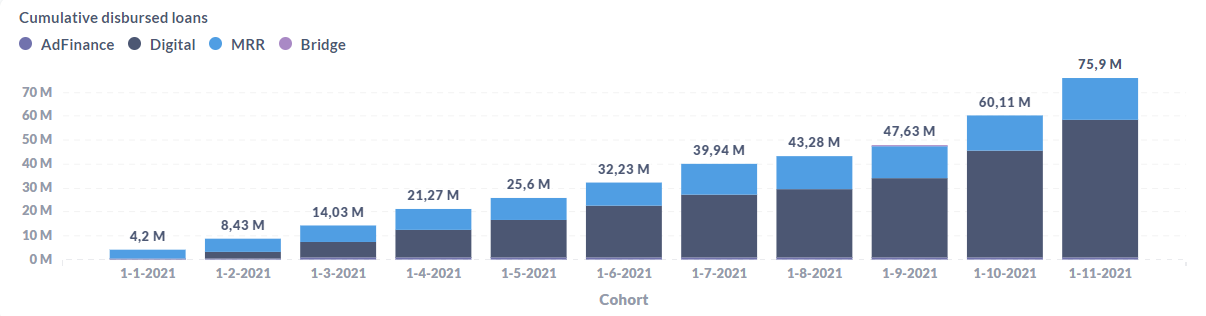 Cumulative disbursed loans
AdFinance Digital MRR Bridge
75,9 M
70 M
60,11 M
60 M
50 M
47,63 M
43,28 M
39,94 M
40 M
32,23 M
30 M
25,6 M
21,27 M
20 M
14,03 M
8,43 M
4,2 M
10 M
0 M
1-1-2021 1-2-2021 1-3-2021 1-4-2021 1-5-2021 1-6-2021 1-7-2021 1-8-2021 1-9-2021 1-10-2021 1-11-2021
Cohort